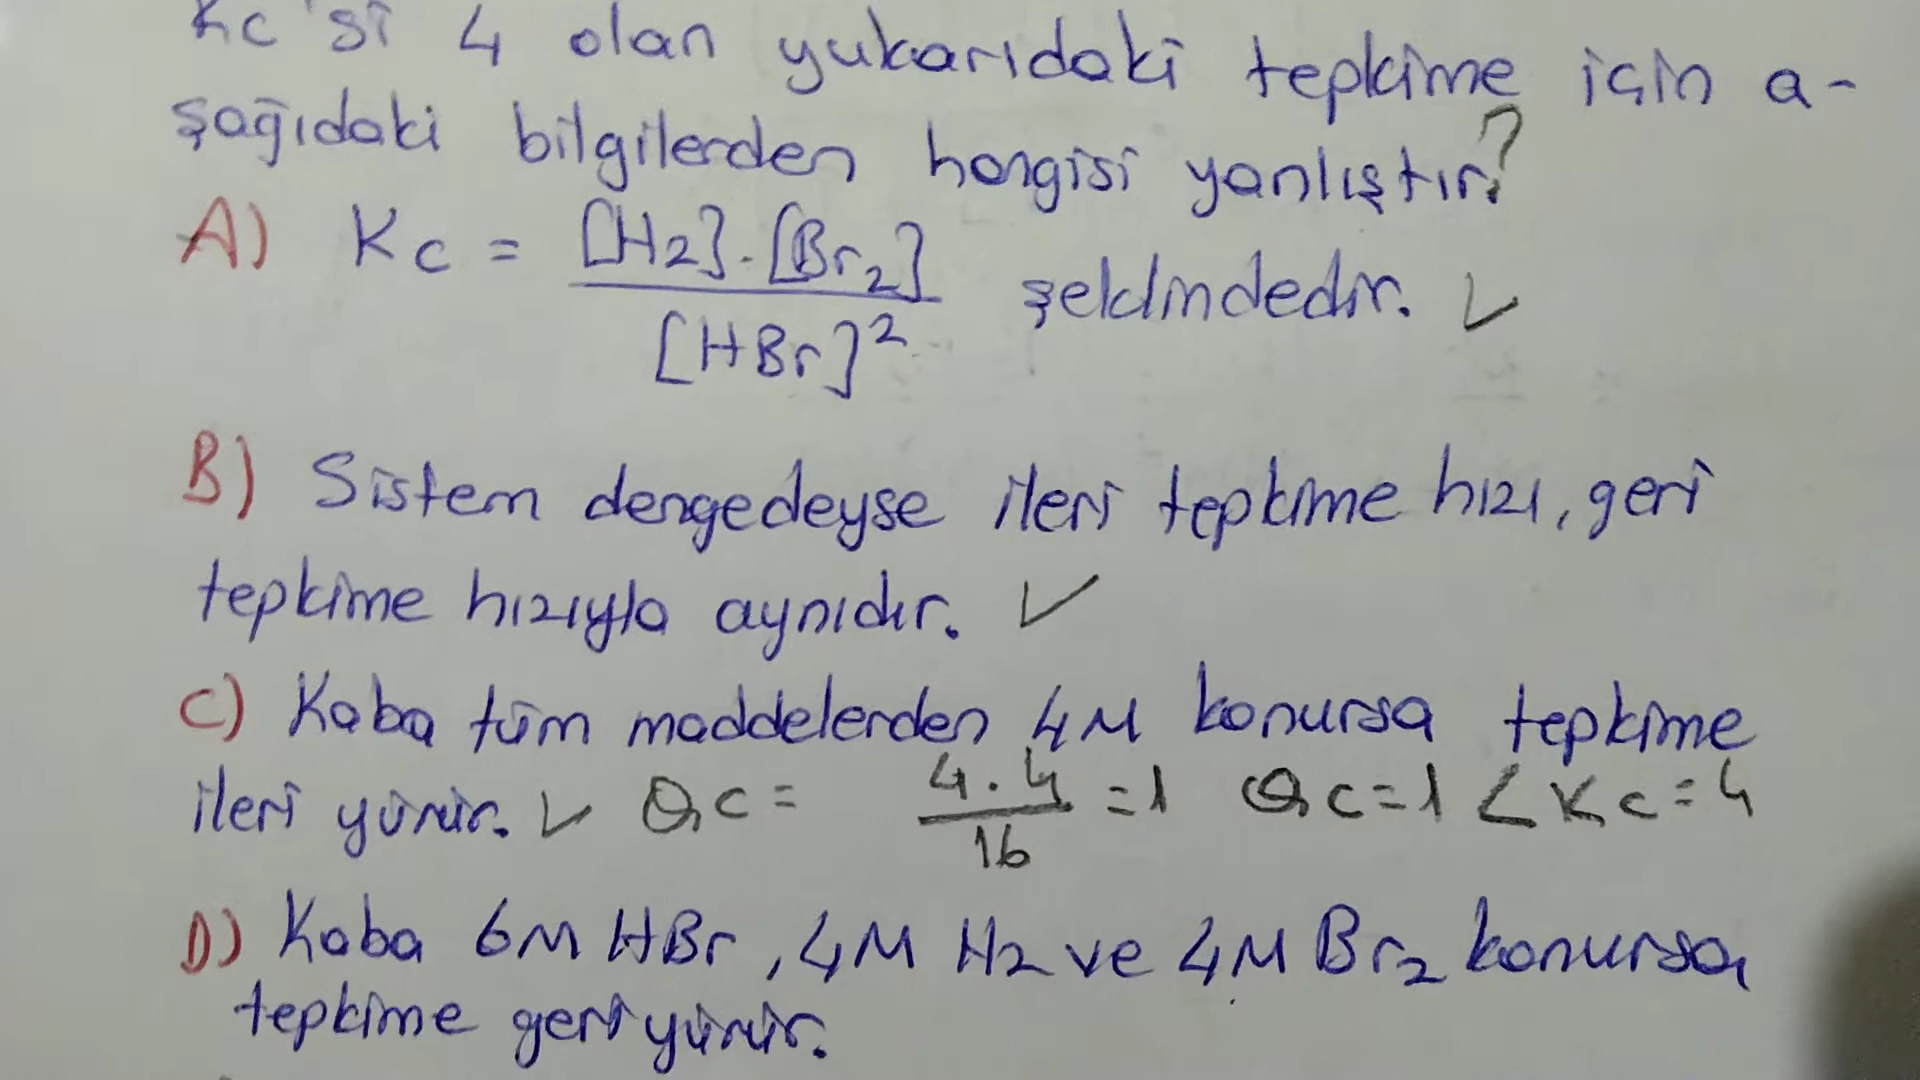 Kc'si 4 olan yukarıdaki tepkime için a-
şağıdaki bilgilerden hangisi yanlıştır?
A) Kc = [H2].[Br2] / [HBr]² şeklindedir. ✓
B) Sistem dengedeyse ileri tepkime hızı, geri
tepkime hızıyla aynıdır. ✓
C) Kaba tüm maddelerden 4M konursa tepkime
ileri yürür. ✓ Qc = 4.4 / 16 = 1 Qc=1 < Kc=4
D) Kaba 6M HBr, 4M H2 ve 4M Br2 konursa,
tepkime geri yürür.